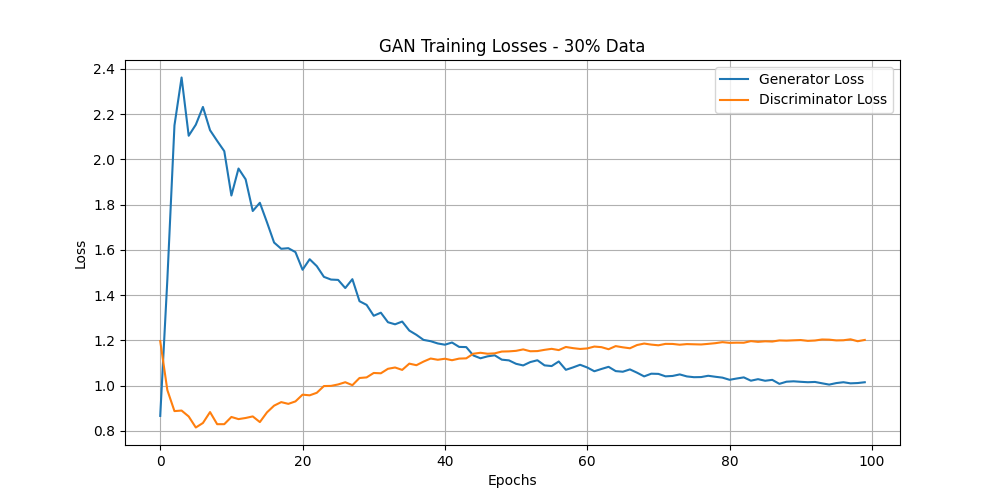 GAN Training Losses - 30% Data
Generator Loss
Discriminator Loss
2.4
2.2
2.0
1.8
1.6
1.4
1.2
1.0
0.8
Loss
0 20 40 60 80 100
Epochs